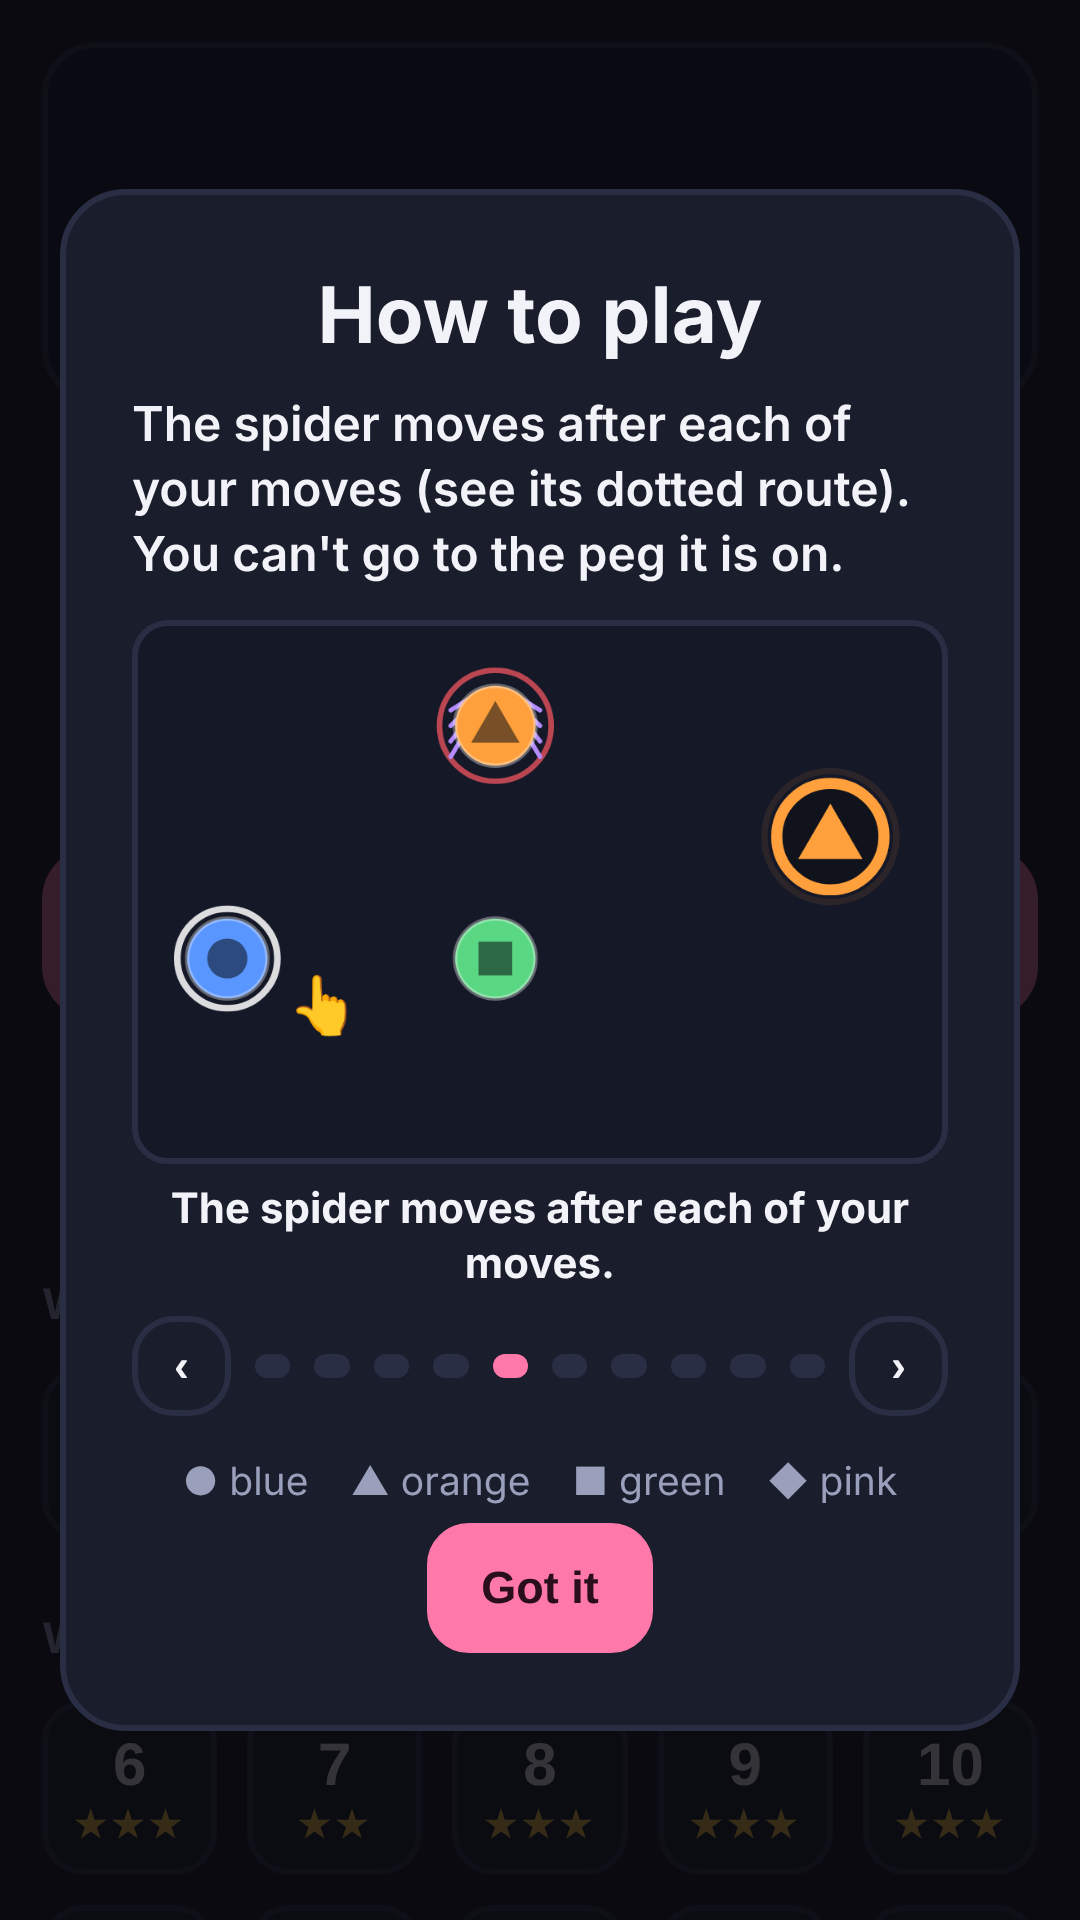 How to play
The spider moves after each of
your moves (see its dotted route).
You can't go to the peg it is on.
The spider moves after each of your
moves.
‹ ›
blue orange green pink
Got it
6 7 8 9 10
★★★ ★★ ★★★ ★★★ ★★★